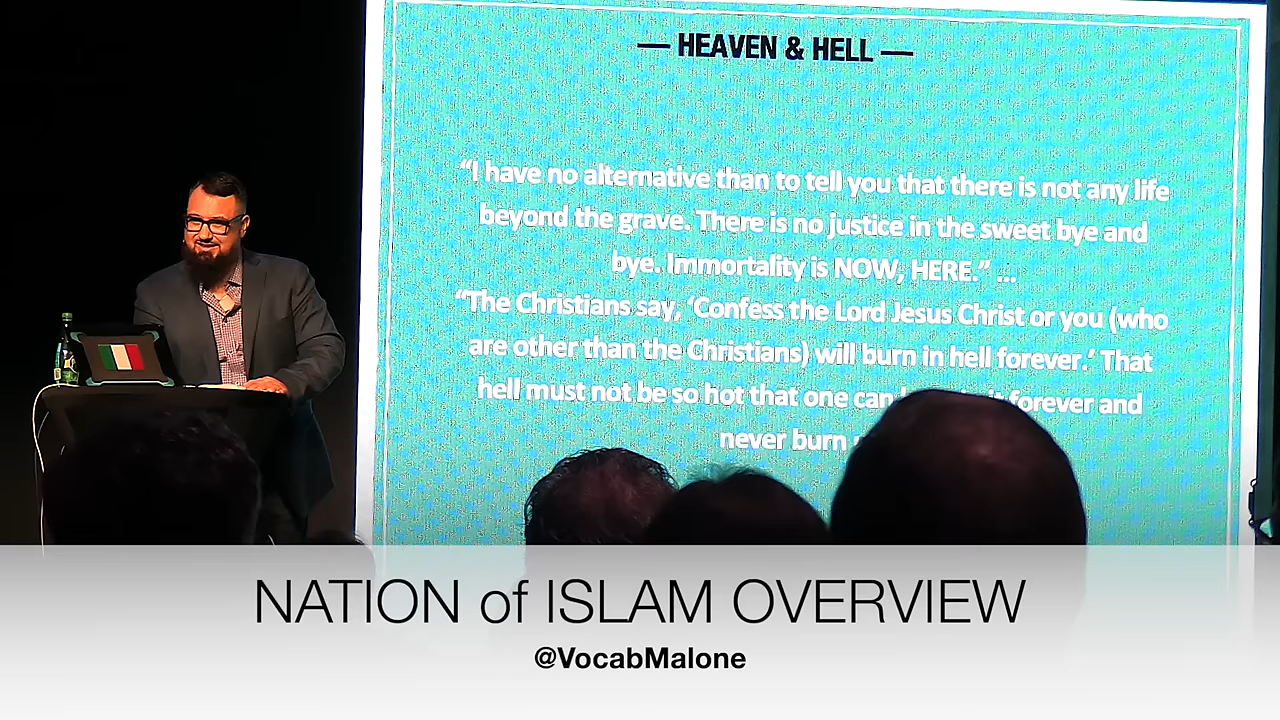 — HEAVEN & HELL —
“I have no alternative than to tell you that there is not any life
beyond the grave. There is no justice in the sweet bye and
bye. Immortality is NOW, HERE.” ...
“The Christians say, ‘Confess the Lord Jesus Christ or you (who
are other than the Christians) will burn in hell forever.’ That
hell must not be so hot that one can forever and
never burn
NATION of ISLAM OVERVIEW
@VocabMalone